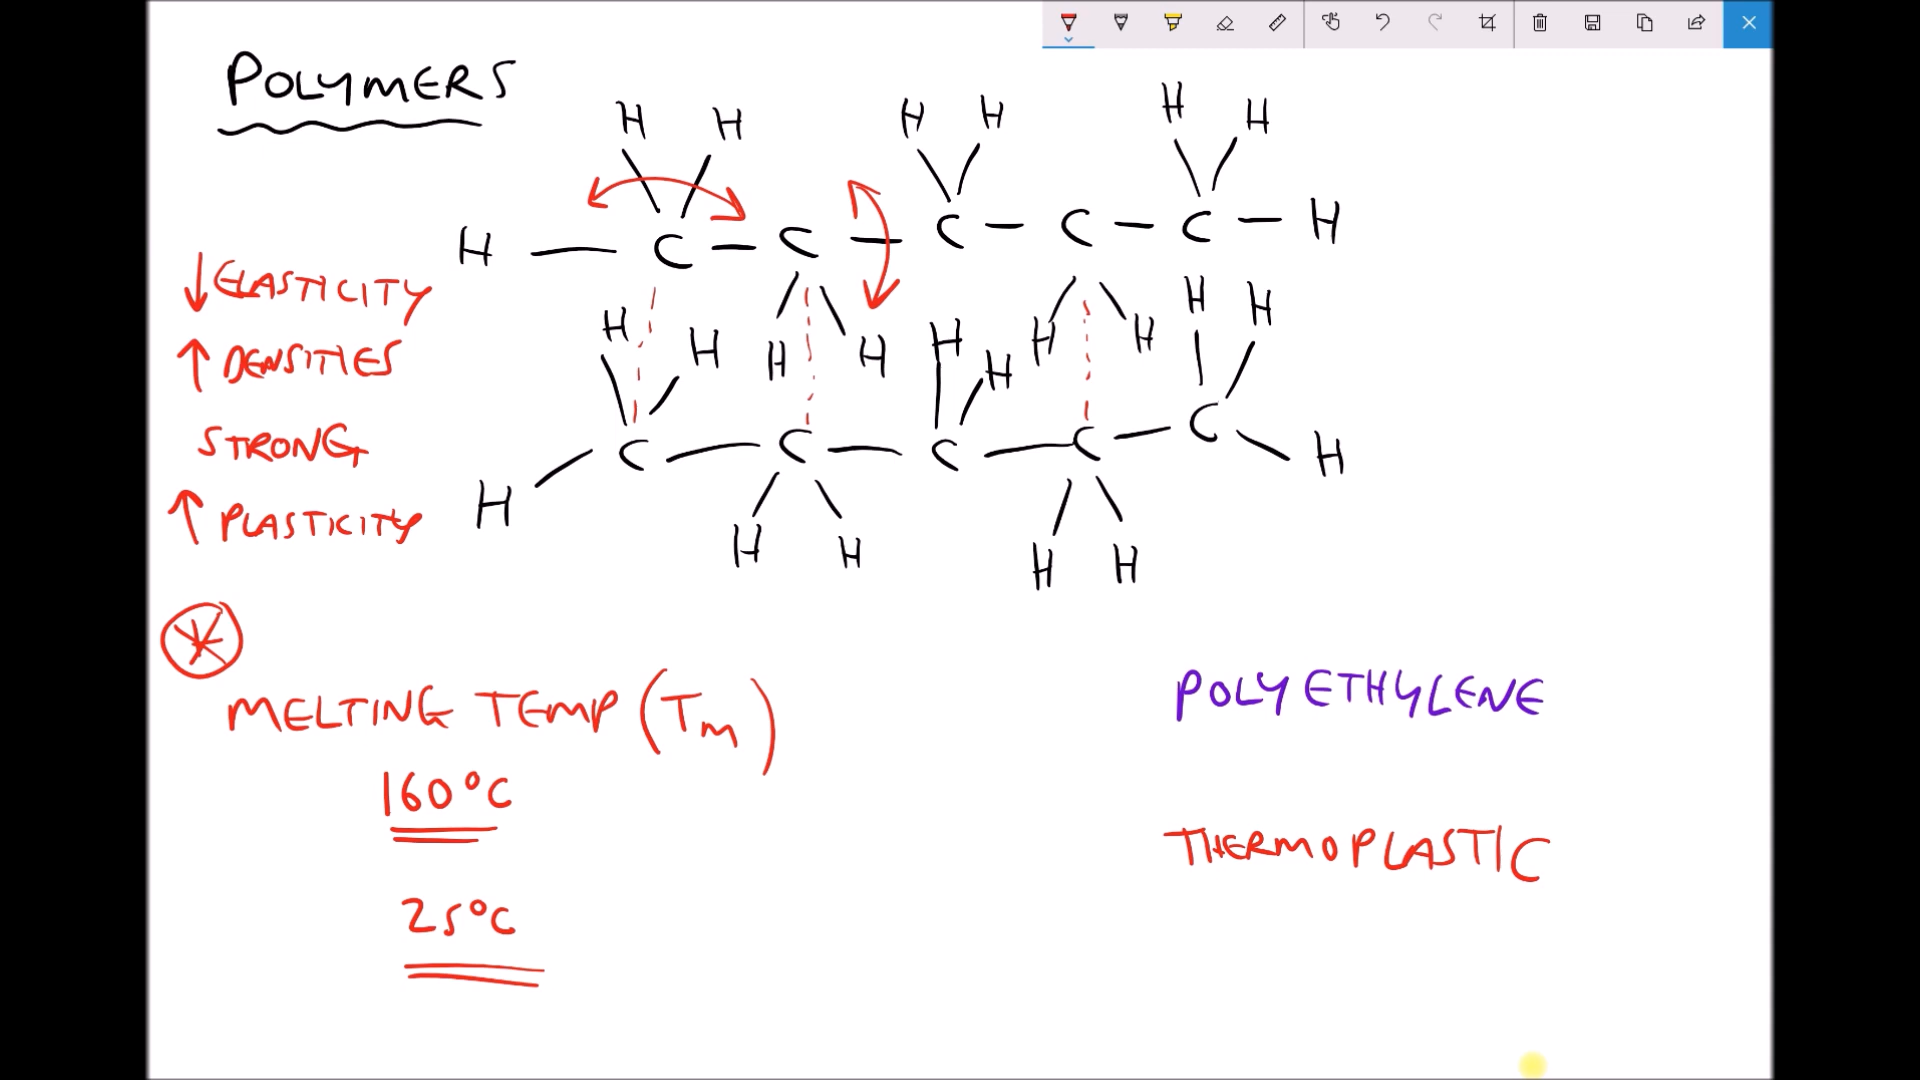 POLYMERS
H H H H H H
H — C — C — C — C — C — H
H H H H H H H H H H
H C — C — C — C — C H
H H H H
↓ ELASTICITY
↑ DENSITIES
STRONG
↑ PLASTICITY
MELTING TEMP (Tm)
160°C
25°C
POLYETHYLENE
THERMOPLASTIC